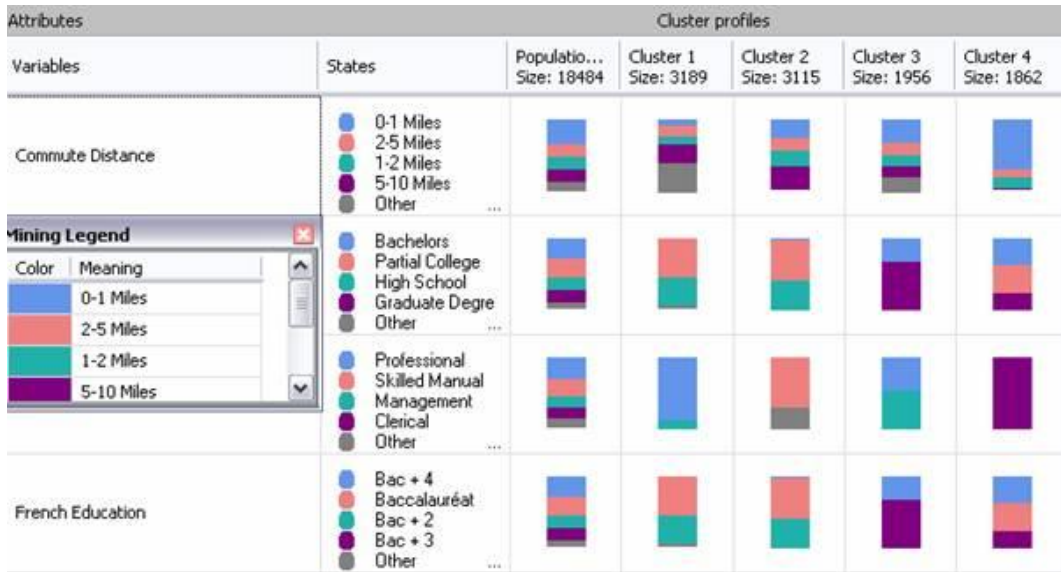 Attributes
Cluster profiles
Variables
States
Populatio...
Size: 18484
Cluster 1
Size: 3189
Cluster 2
Size: 3115
Cluster 3
Size: 1956
Cluster 4
Size: 1862
Commute Distance
0-1 Miles
2-5 Miles
1-2 Miles
5-10 Miles
Other
...
Mining Legend
Color Meaning
0-1 Miles
2-5 Miles
1-2 Miles
5-10 Miles
Bachelors
Partial College
High School
Graduate Degre
Other
...
Professional
Skilled Manual
Management
Clerical
Other
...
French Education
Bac + 4
Baccalauréat
Bac + 2
Bac + 3
Other
...